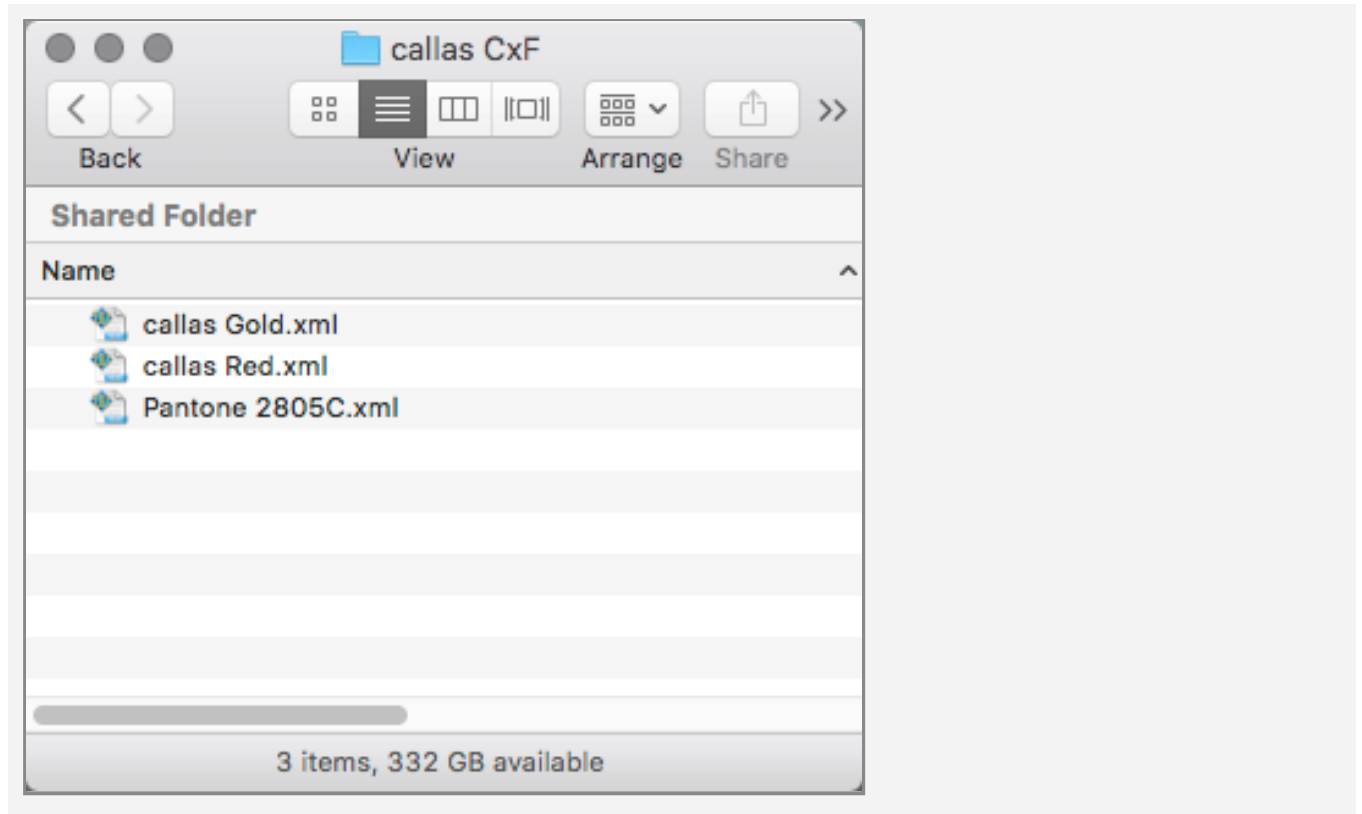 callas CxF
Back View Arrange Share
Shared Folder
Name
callas Gold.xml
callas Red.xml
Pantone 2805C.xml
3 items, 332 GB available